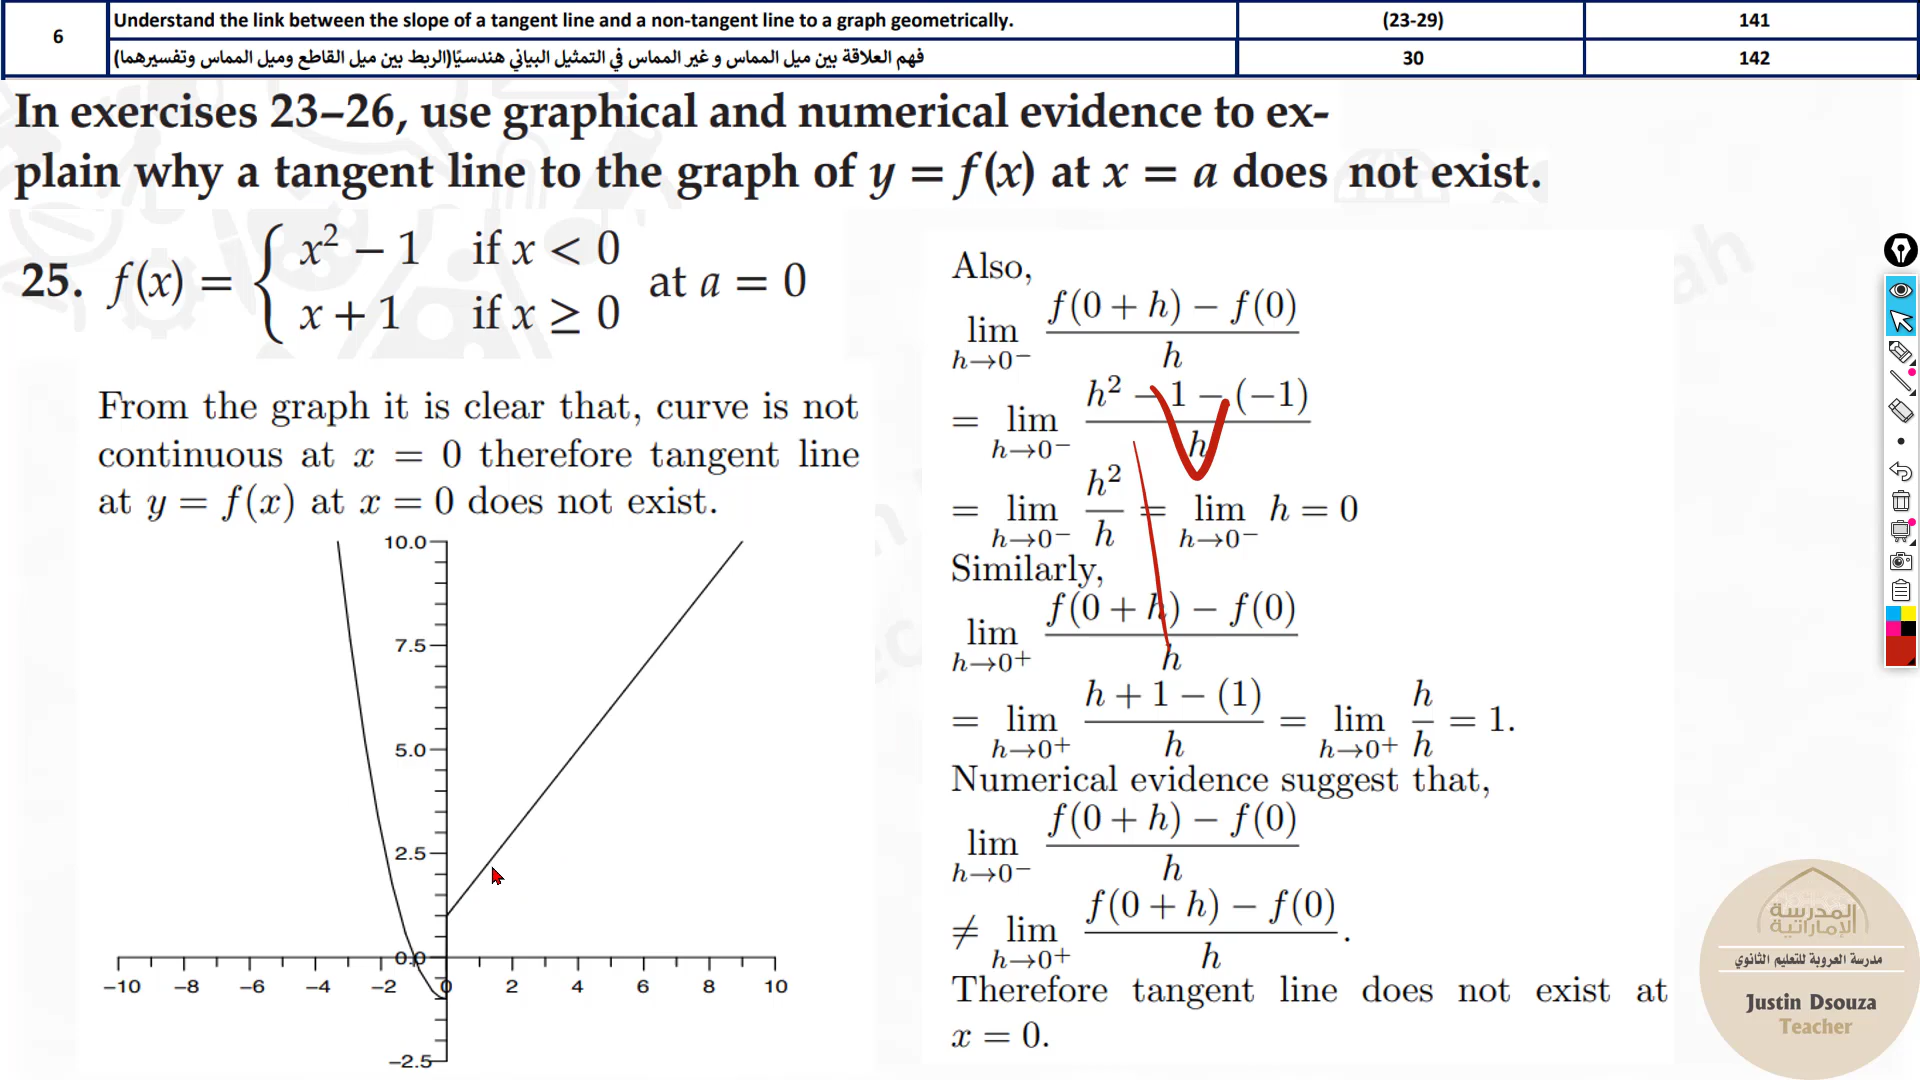 6
Understand the link between the slope of a tangent line and a non-tangent line to a graph geometrically.
(23-29)
141
فهم العلاقة بين ميل المماس و غير المماس في التمثيل البياني هندسيًا(الربط بين ميل القاطع وميل المماس وتفسيرهما)
30
142
In exercises 23–26, use graphical and numerical evidence to ex-
plain why a tangent line to the graph of y = f(x) at x = a does not exist.
25. f(x) = { x² − 1 if x < 0
x + 1 if x ≥ 0 at a = 0
From the graph it is clear that, curve is not
continuous at x = 0 therefore tangent line
at y = f(x) at x = 0 does not exist.
10.0
7.5
5.0
2.5
0.0
−10 −8 −6 −4 −2 0 2 4 6 8 10
−2.5
Also,
lim h→0⁻ (f(0 + h) − f(0))/h
= lim h→0⁻ (h² − 1 − (−1))/h
= lim h→0⁻ h²/h = lim h→0⁻ h = 0
Similarly,
lim h→0⁺ (f(0 + h) − f(0))/h
= lim h→0⁺ (h + 1 − (1))/h = lim h→0⁺ h/h = 1.
Numerical evidence suggest that,
lim h→0⁻ (f(0 + h) − f(0))/h
≠ lim h→0⁺ (f(0 + h) − f(0))/h.
Therefore tangent line does not exist at
x = 0.
المدرسة
الإماراتية
مدرسة العروبة للتعليم الثانوي
Justin Dsouza
Teacher